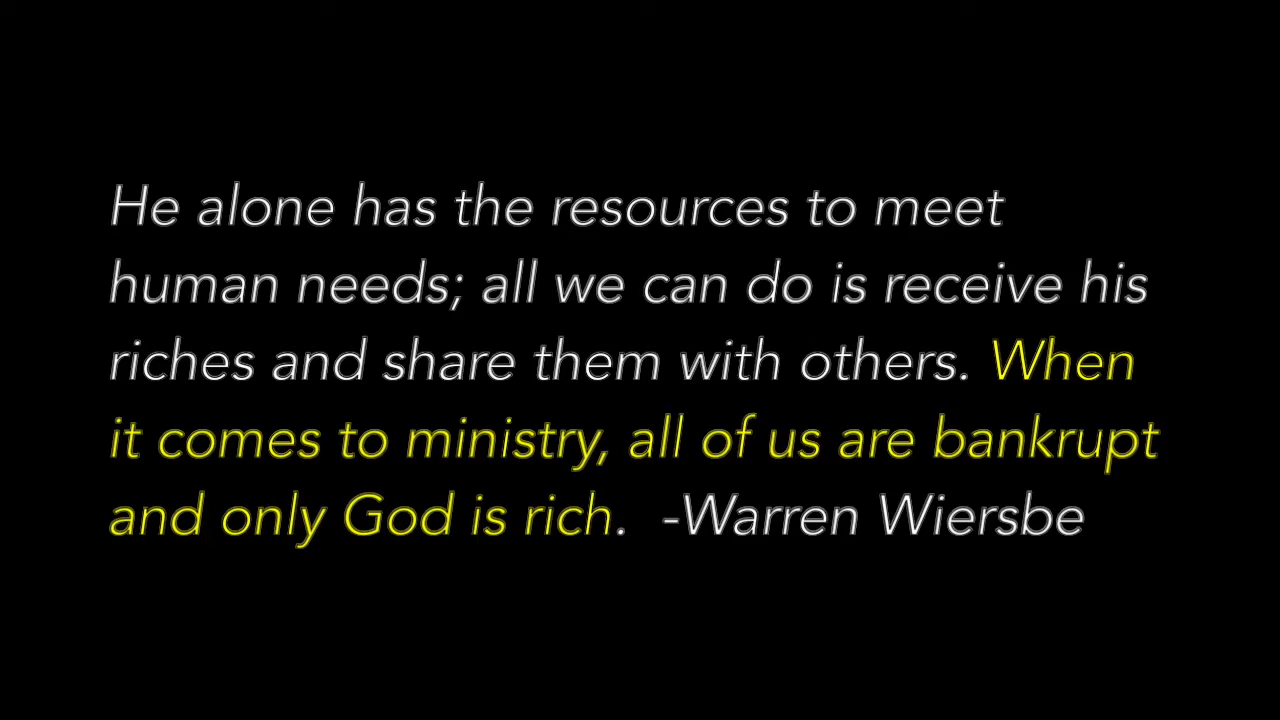 He alone has the resources to meet
human needs; all we can do is receive his
riches and share them with others. When
it comes to ministry, all of us are bankrupt
and only God is rich.  -Warren Wiersbe